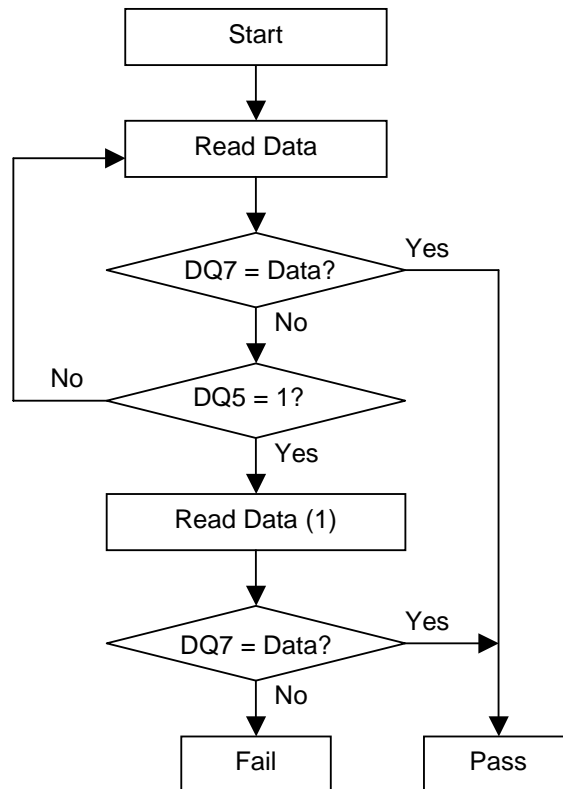 Start
Read Data
DQ7 = Data?
Yes
No
DQ5 = 1?
No
Yes
Read Data (1)
DQ7 = Data?
Yes
No
Fail
Pass